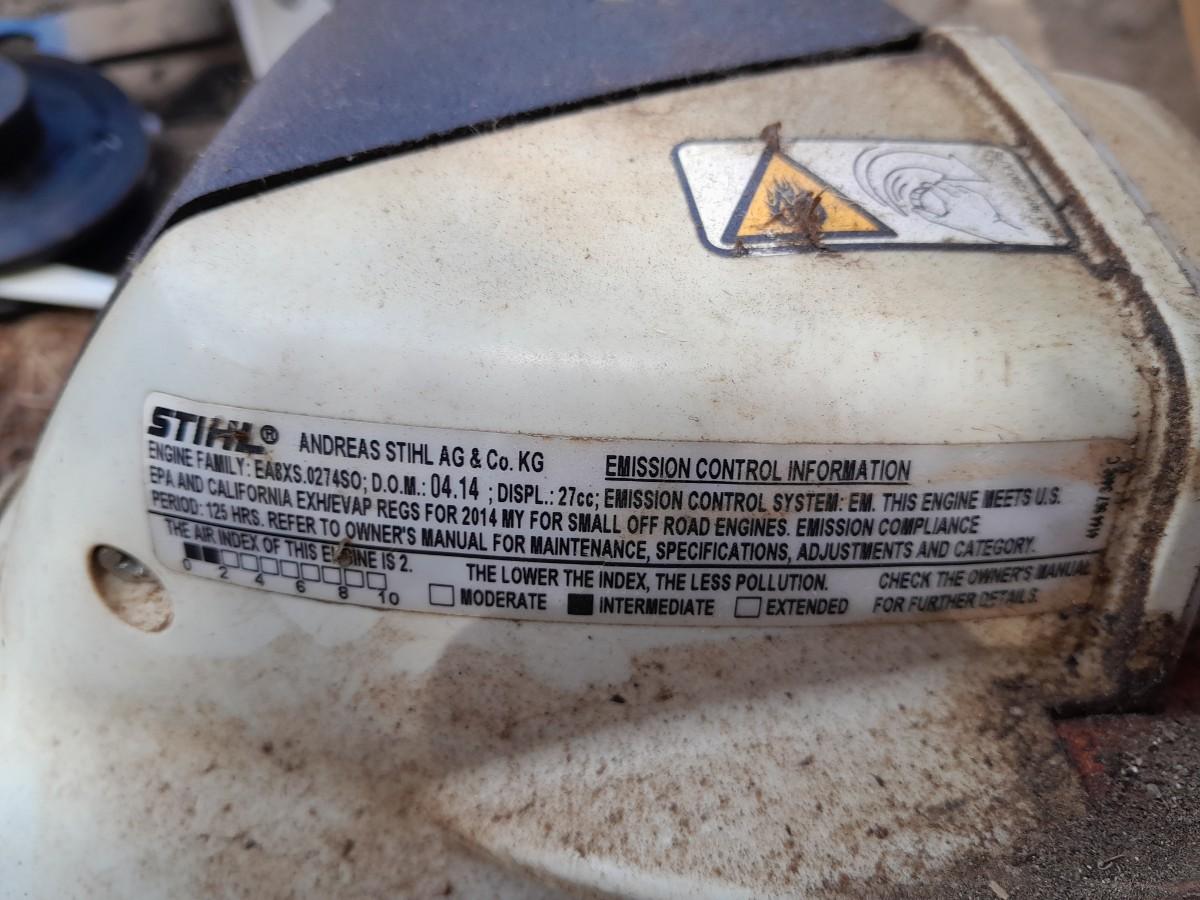 STIHL® ANDREAS STIHL AG & Co. KG EMISSION CONTROL INFORMATION
ENGINE FAMILY: EA8XS.0274SO; D.O.M.: 04.14 ; DISPL.: 27cc; EMISSION CONTROL SYSTEM: EM. THIS ENGINE MEETS U.S.
EPA AND CALIFORNIA EXH/EVAP REGS FOR 2014 MY FOR SMALL OFF ROAD ENGINES. EMISSION COMPLIANCE
PERIOD: 125 HRS. REFER TO OWNER'S MANUAL FOR MAINTENANCE, SPECIFICATIONS, ADJUSTMENTS AND CATEGORY.
THE AIR INDEX OF THIS ENGINE IS 2. THE LOWER THE INDEX, THE LESS POLLUTION. CHECK THE OWNER'S MANUAL
0 2 4 6 8 10 MODERATE INTERMEDIATE EXTENDED FOR FURTHER DETAILS.